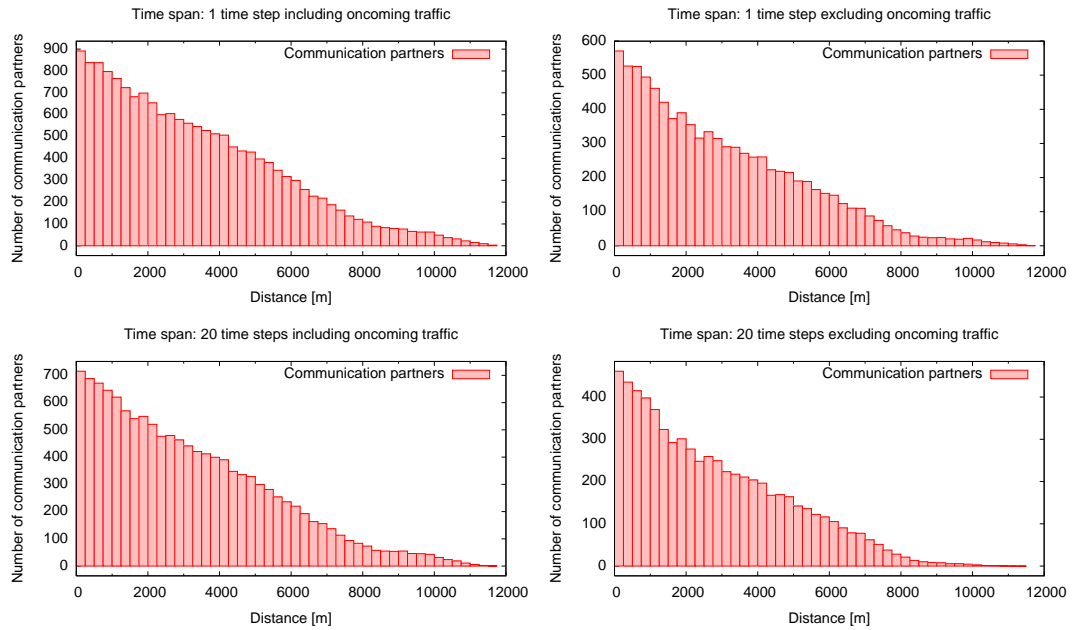 Time span: 1 time step including oncoming traffic
Number of communication partners
900
800
700
600
500
400
300
200
100
0
Communication partners
0 2000 4000 6000 8000 10000 12000
Distance [m]
Time span: 1 time step excluding oncoming traffic
Number of communication partners
600
500
400
300
200
100
0
Communication partners
0 2000 4000 6000 8000 10000 12000
Distance [m]
Time span: 20 time steps including oncoming traffic
Number of communication partners
700
600
500
400
300
200
100
0
Communication partners
0 2000 4000 6000 8000 10000 12000
Distance [m]
Time span: 20 time steps excluding oncoming traffic
Number of communication partners
400
300
200
100
0
Communication partners
0 2000 4000 6000 8000 10000 12000
Distance [m]